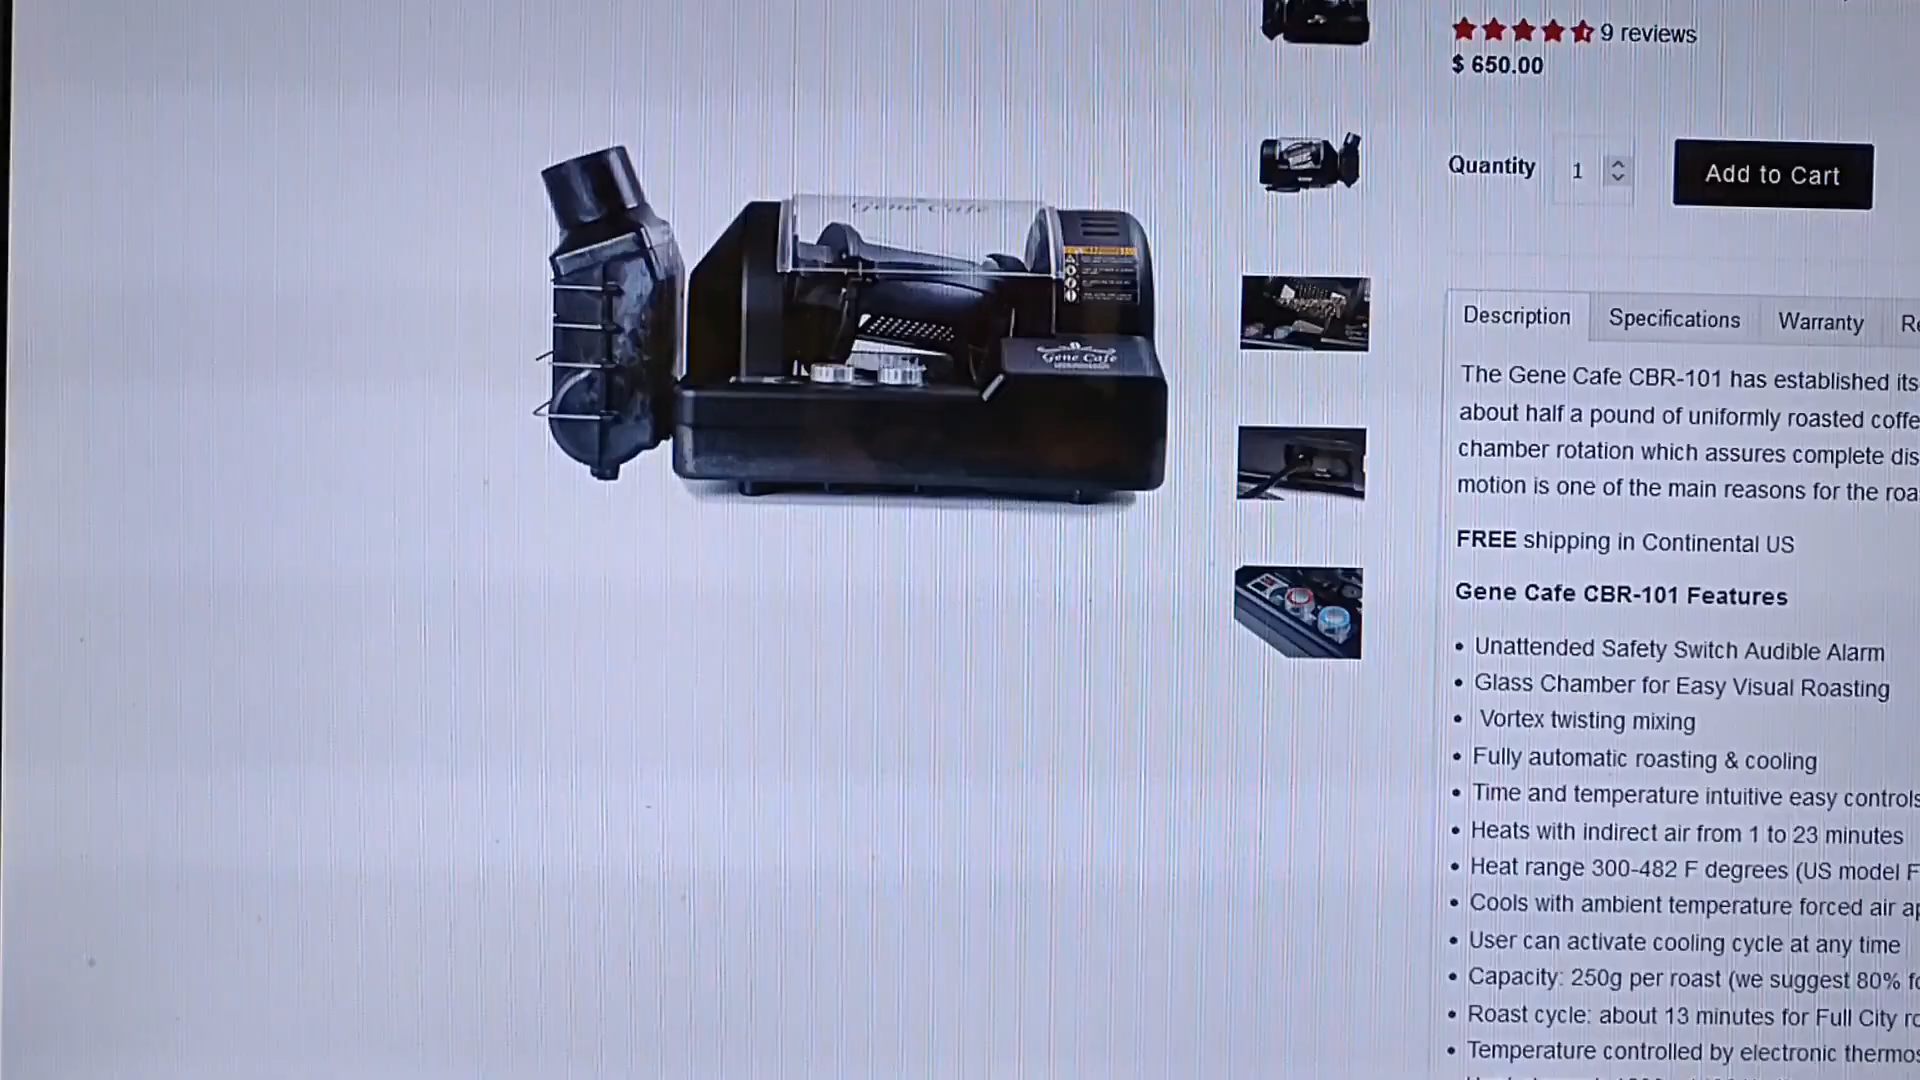 9 reviews
$ 650.00
Quantity
1
Add to Cart
Gene Cafe
Gene Cafe
Description
Specifications
Warranty
The Gene Cafe CBR-101 has established its
about half a pound of uniformly roasted coffe
chamber rotation which assures complete dis
motion is one of the main reasons for the roa
FREE shipping in Continental US
Gene Cafe CBR-101 Features
• Unattended Safety Switch Audible Alarm
• Glass Chamber for Easy Visual Roasting
• Vortex twisting mixing
• Fully automatic roasting & cooling
• Time and temperature intuitive easy controls
• Heats with indirect air from 1 to 23 minutes
• Heat range 300-482 F degrees (US model F
• Cools with ambient temperature forced air ap
• User can activate cooling cycle at any time
• Capacity: 250g per roast (we suggest 80% fo
• Roast cycle: about 13 minutes for Full City ro
• Temperature controlled by electronic thermos